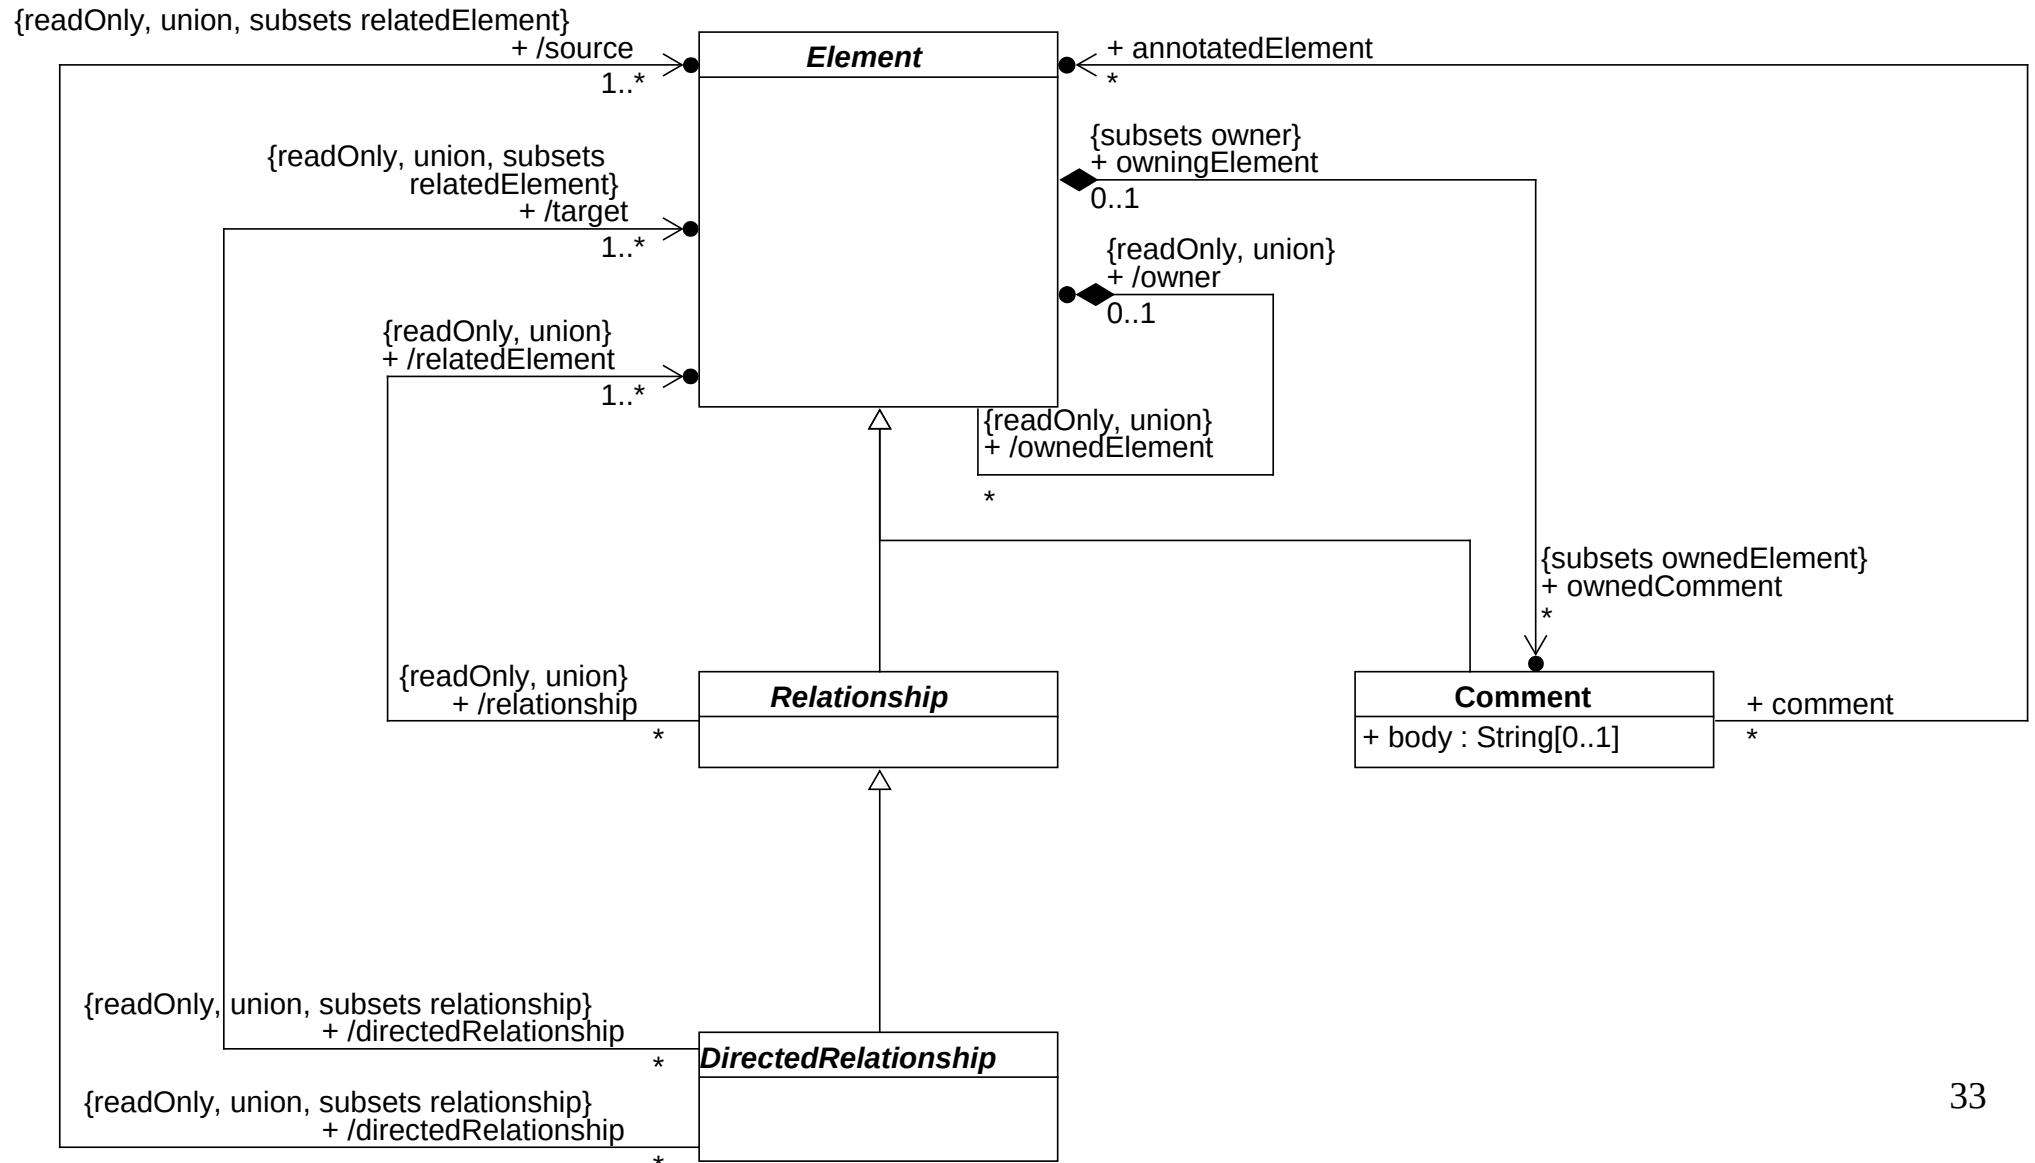 {readOnly, union, subsets relatedElement}
+ /source
1..*
Element
+ annotatedElement
*
{subsets owner}
+ owningElement
0..1
{readOnly, union, subsets
relatedElement}
+ /target
1..*
{readOnly, union}
+ /owner
0..1
{readOnly, union}
+ /relatedElement
1..*
{readOnly, union}
+ /ownedElement
*
{subsets ownedElement}
+ ownedComment
*
{readOnly, union}
+ /relationship
*
Relationship
Comment
+ body : String[0..1]
+ comment
*
{readOnly, union, subsets relationship}
+ /directedRelationship
*
DirectedRelationship
{readOnly, union, subsets relationship}
+ /directedRelationship
*
33